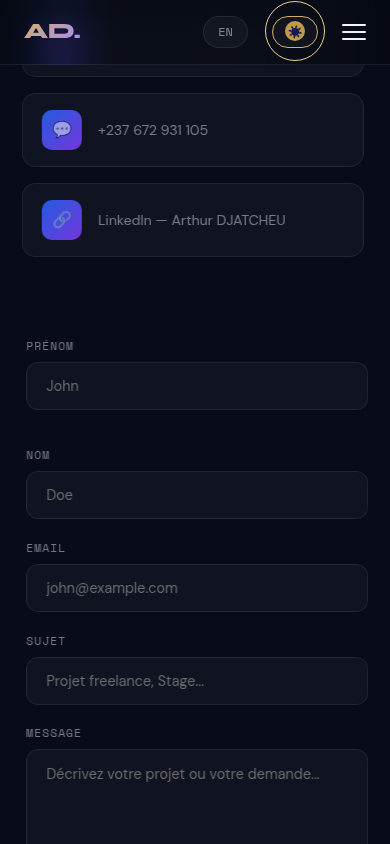 AD.
EN
+237 672 931 105
LinkedIn — Arthur DJATCHEU
PRÉNOM
John
NOM
Doe
EMAIL
john@example.com
SUJET
Projet freelance, Stage...
MESSAGE
Décrivez votre projet ou votre demande...